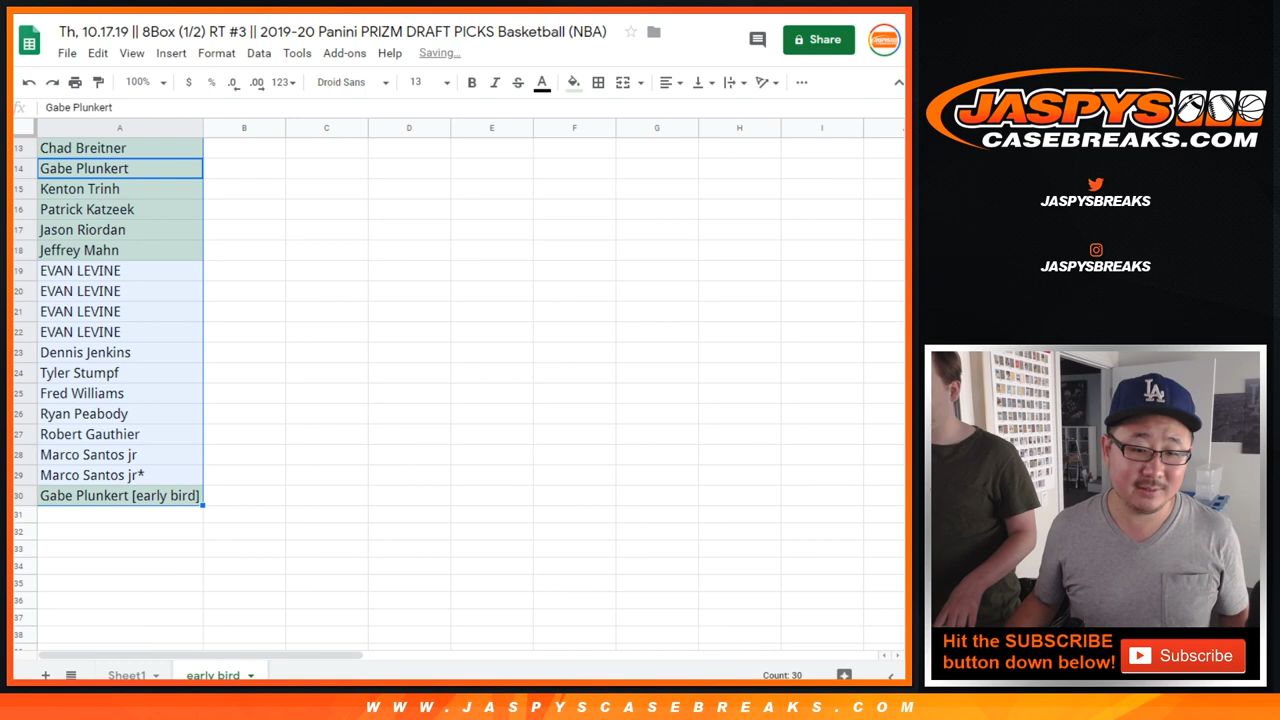 Th, 10.17.19 || 8Box (1/2) RT #3 || 2019-20 Panini PRIZM DRAFT PICKS Basketball (NBA)
File Edit View Insert Format Data Tools Add-ons Help Saving...
Share
100% $ % .0 .00 123 Droid Sans 13 B I S A
fx Gabe Plunkert
A B C D E F G H I
13 Chad Breitner
14 Gabe Plunkert
15 Kenton Trinh
16 Patrick Katzeek
17 Jason Riordan
18 Jeffrey Mahn
19 EVAN LEVINE
20 EVAN LEVINE
21 EVAN LEVINE
22 EVAN LEVINE
23 Dennis Jenkins
24 Tyler Stumpf
25 Fred Williams
26 Ryan Peabody
27 Robert Gauthier
28 Marco Santos jr
29 Marco Santos jr*
30 Gabe Plunkert [early bird]
31
32
33
34
35
36
37
38
Sheet1 early bird Count: 30
JASPYS
CASEBREAKS.COM
JASPYSBREAKS
JASPYSBREAKS
LA
Hit the SUBSCRIBE
button down below!
Subscribe
WWW.JASPYSCASEBREAKS.COM